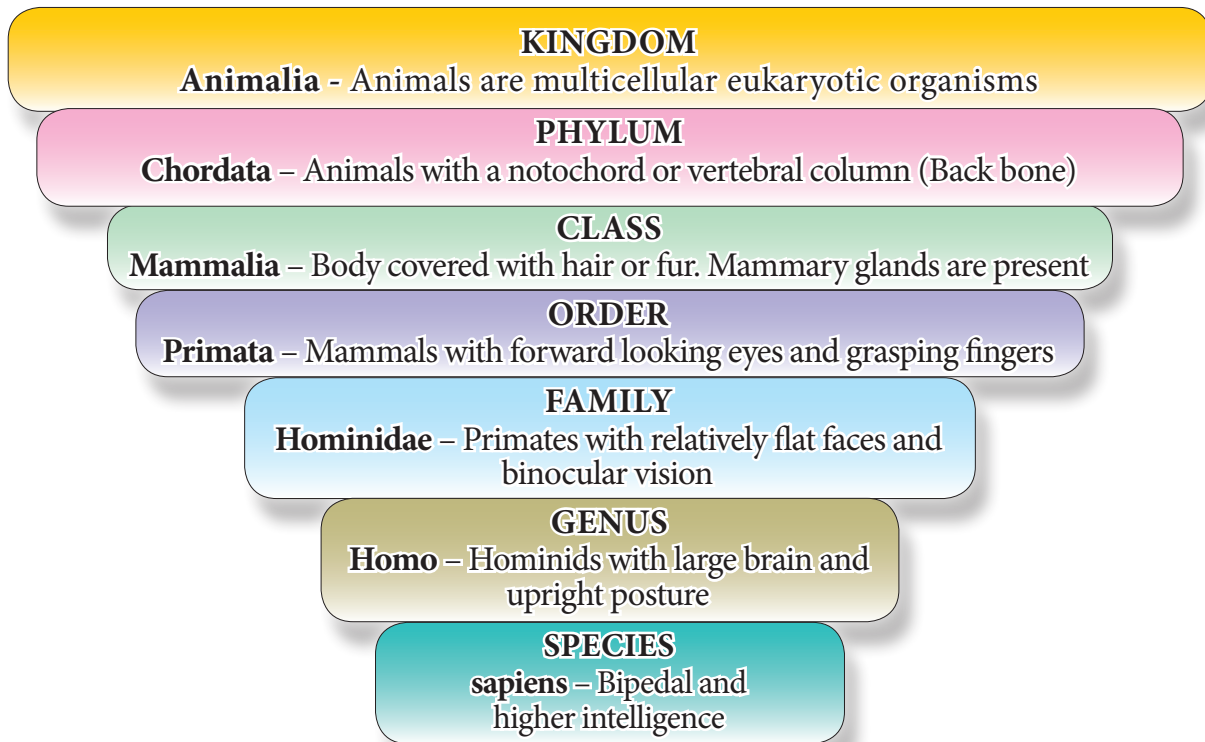 KINGDOM
Animalia - Animals are multicellular eukaryotic organisms
PHYLUM
Chordata – Animals with a notochord or vertebral column (Back bone)
CLASS
Mammalia – Body covered with hair or fur. Mammary glands are present
ORDER
Primata – Mammals with forward looking eyes and grasping fingers
FAMILY
Hominidae – Primates with relatively flat faces and
binocular vision
GENUS
Homo – Hominids with large brain and
upright posture
SPECIES
sapiens – Bipedal and
higher intelligence